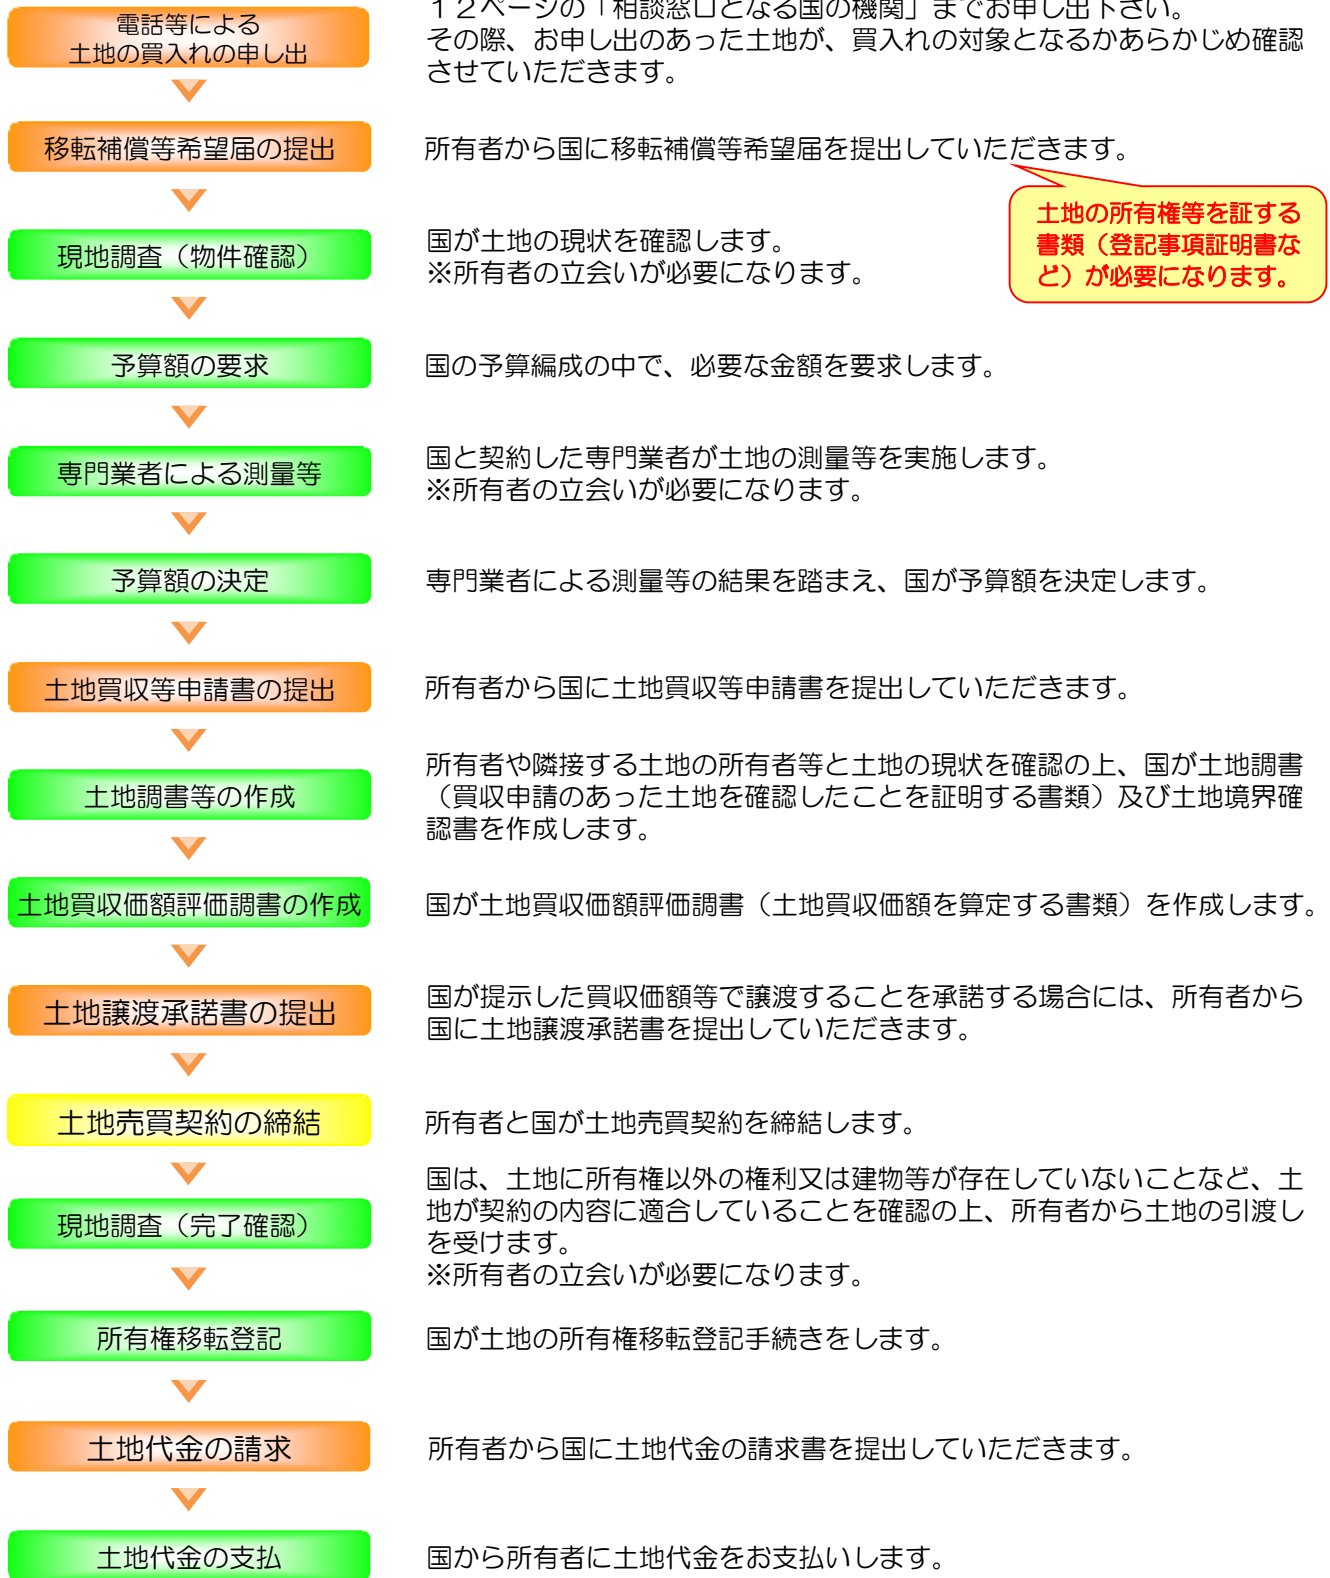 電話等による
土地の買入れの申し出
１２ページの「相談窓口となる国の機関」までお申し出下さい。
その際、お申し出のあった土地が、買入れの対象となるかあらかじめ確認
させていただきます。
移転補償等希望届の提出
所有者から国に移転補償等希望届を提出していただきます。
土地の所有権等を証する
書類（登記事項証明書な
ど）が必要になります。
現地調査（物件確認）
国が土地の現状を確認します。
※所有者の立会いが必要になります。
予算額の要求
国の予算編成の中で、必要な金額を要求します。
専門業者による測量等
国と契約した専門業者が土地の測量等を実施します。
※所有者の立会いが必要になります。
予算額の決定
専門業者による測量等の結果を踏まえ、国が予算額を決定します。
土地買収等申請書の提出
所有者から国に土地買収等申請書を提出していただきます。
土地調書等の作成
所有者や隣接する土地の所有者等と土地の現状を確認の上、国が土地調書
（買収申請のあった土地を確認したことを証明する書類）及び土地境界確
認書を作成します。
土地買収価額評価調書の作成
国が土地買収価額評価調書（土地買収価額を算定する書類）を作成します。
土地譲渡承諾書の提出
国が提示した買収価額等で譲渡することを承諾する場合には、所有者から
国に土地譲渡承諾書を提出していただきます。
土地売買契約の締結
所有者と国が土地売買契約を締結します。
現地調査（完了確認）
国は、土地に所有権以外の権利又は建物等が存在していないことなど、土
地が契約の内容に適合していることを確認の上、所有者から土地の引渡し
を受けます。
※所有者の立会いが必要になります。
所有権移転登記
国が土地の所有権移転登記手続きをします。
土地代金の請求
所有者から国に土地代金の請求書を提出していただきます。
土地代金の支払
国から所有者に土地代金をお支払いします。